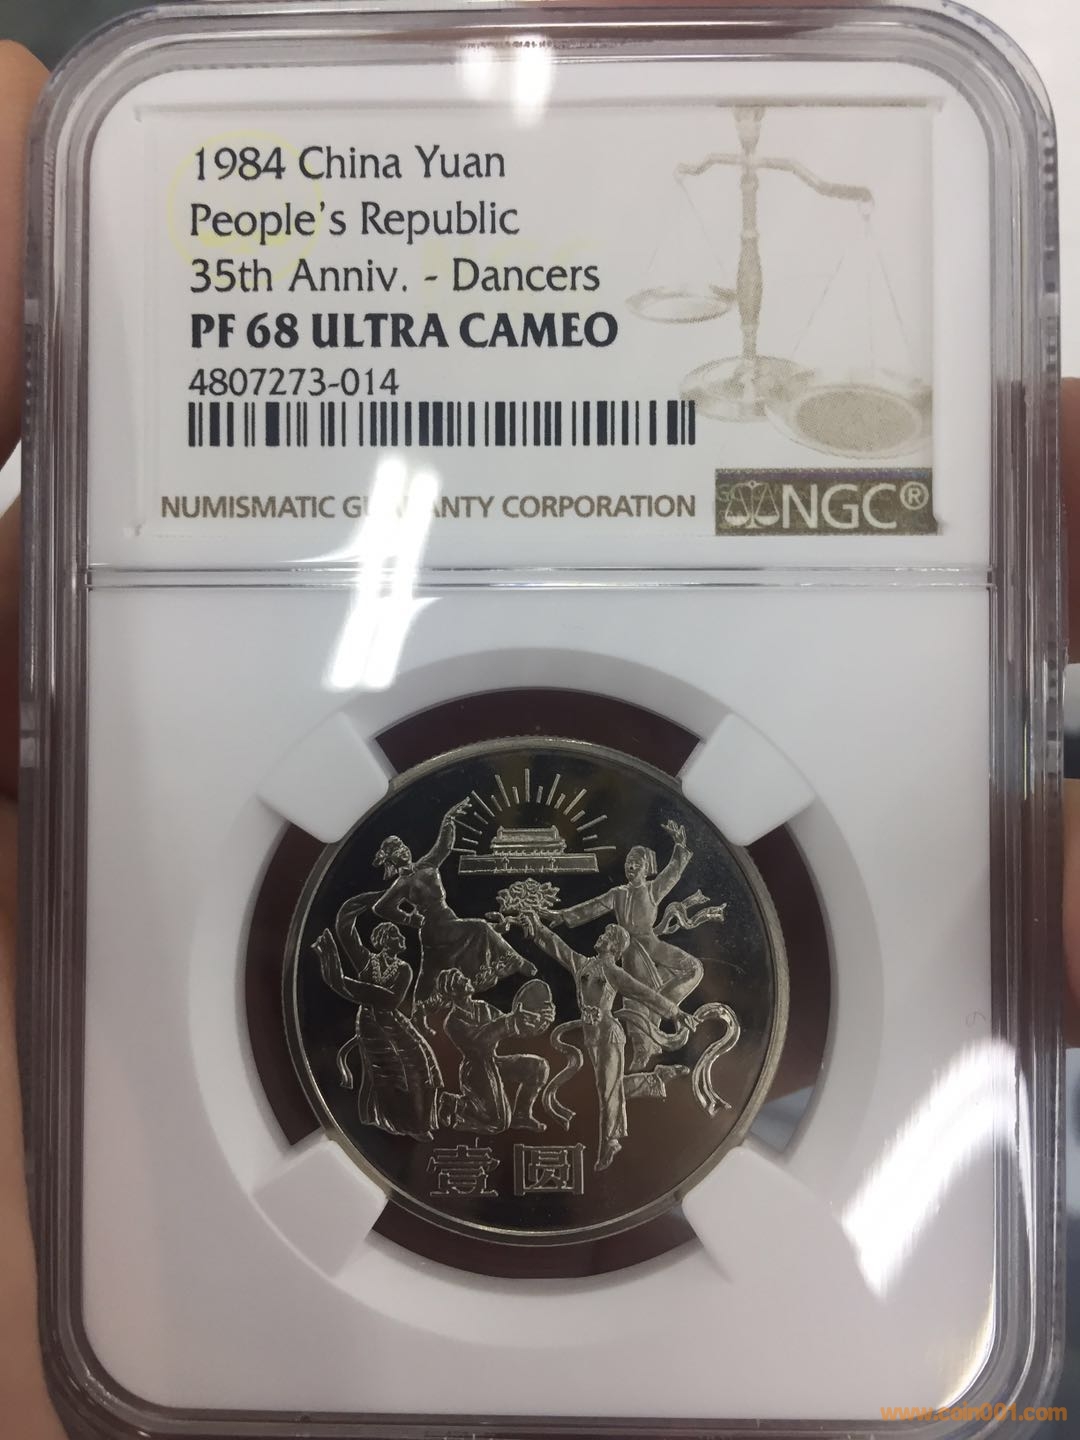 1984 China Yuan
People's Republic
35th Anniv. - Dancers
PF 68 ULTRA CAMEO
4807273-014
NUMISMATIC GUARANTY CORPORATION
NGC®
壹圆
www.coin001.com